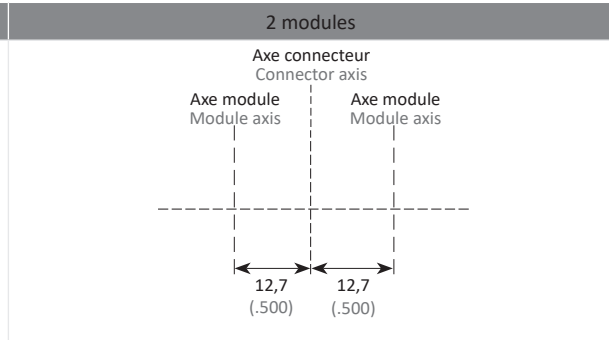 2 modules
Axe connecteur
Connector axis
Axe module
Module axis
Axe module
Module axis
12,7
(.500)
12,7
(.500)